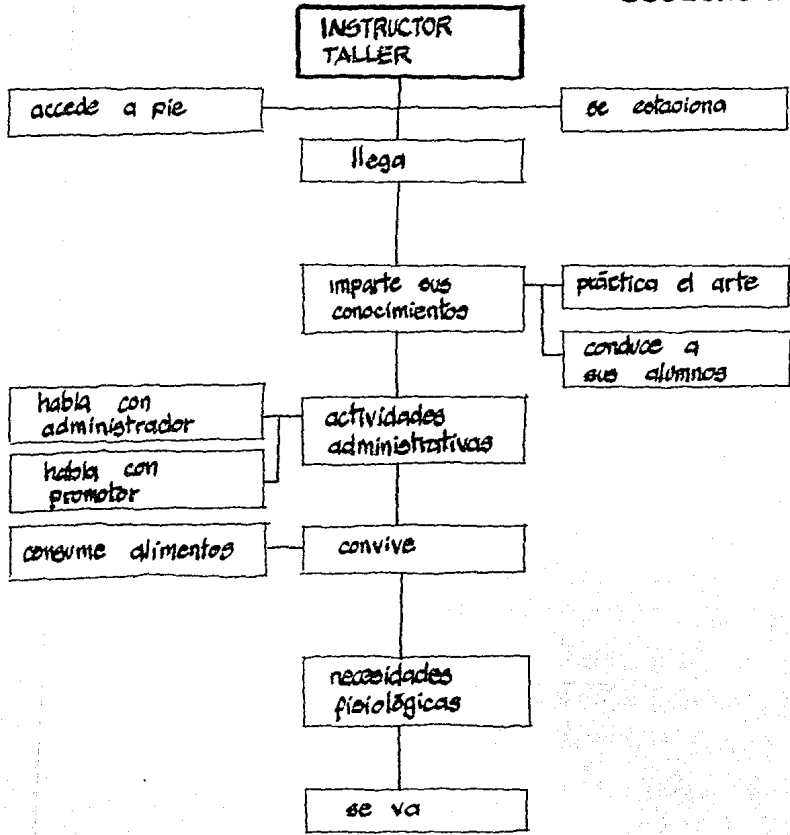 INSTRUCTOR
TALLER
accede a pie
se estaciona
llega
imparte sus
conocimientos
práctica el arte
conduce a
sus alumnos
habla con
administrador
actividades
administrativas
habla con
promotor
consume alimentos
convive
necesidades
fisiológicas
se va